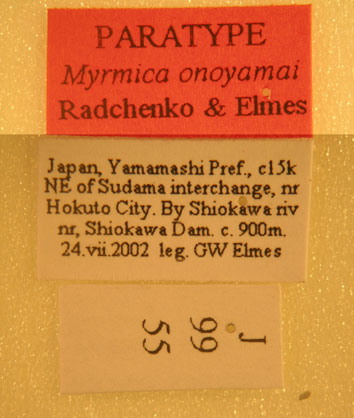 PARATYPE
Myrmica onoyamai
Radchenko & Elmes
Japan, Yamamashi Pref., c15k
NE of Sudama interchange, nr
Hokuto City. By Shiokawa riv
nr, Shiokawa Dam. c. 900m.
24.vii.2002 leg. GW Elmes
J
99
55